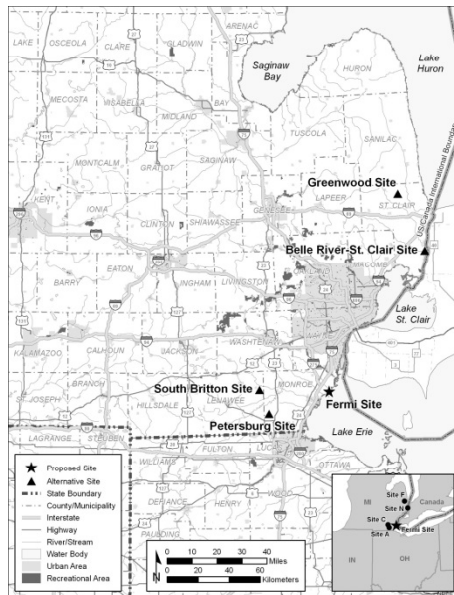 LAKE
OSCEOLA
CLARE
GLADWIN
ARENAC
Saginaw
Bay
HURON
Lake
Huron
MECOSTA
ISABELLA
MIDLAND
BAY
TUSCOLA
SANILAC
MONTCALM
GRATIOT
SAGINAW
Greenwood Site
LAPEER
ST. CLAIR
US-Canada International Boundary
KENT
IONIA
CLINTON
SHIAWASSEE
GENESEE
Belle River-St. Clair Site
MACOMB
BARRY
EATON
INGHAM
LIVINGSTON
Lake
St. Clair
KALAMAZOO
CALHOUN
JACKSON
WASHTENAW
ST. JOSEPH
BRANCH
HILLSDALE
South Britton Site
LENAWEE
MONROE
Fermi Site
Petersburg Site
Lake Erie
LAGRANGE
STEUBEN
WILLIAMS
FULTON
LUCAS
OTTAWA
DEFIANCE
HENRY
WOOD
PAULDING
Proposed Site
Alternative Site
State Boundary
County/Municipality
Interstate
Highway
River/Stream
Water Body
Urban Area
Recreational Area
N
0 10 20 30 40
Miles
0 20 40 60
Kilometers
MI
Canada
Site F
Site N
Site C
Site A
Fermi Site
IN
OH